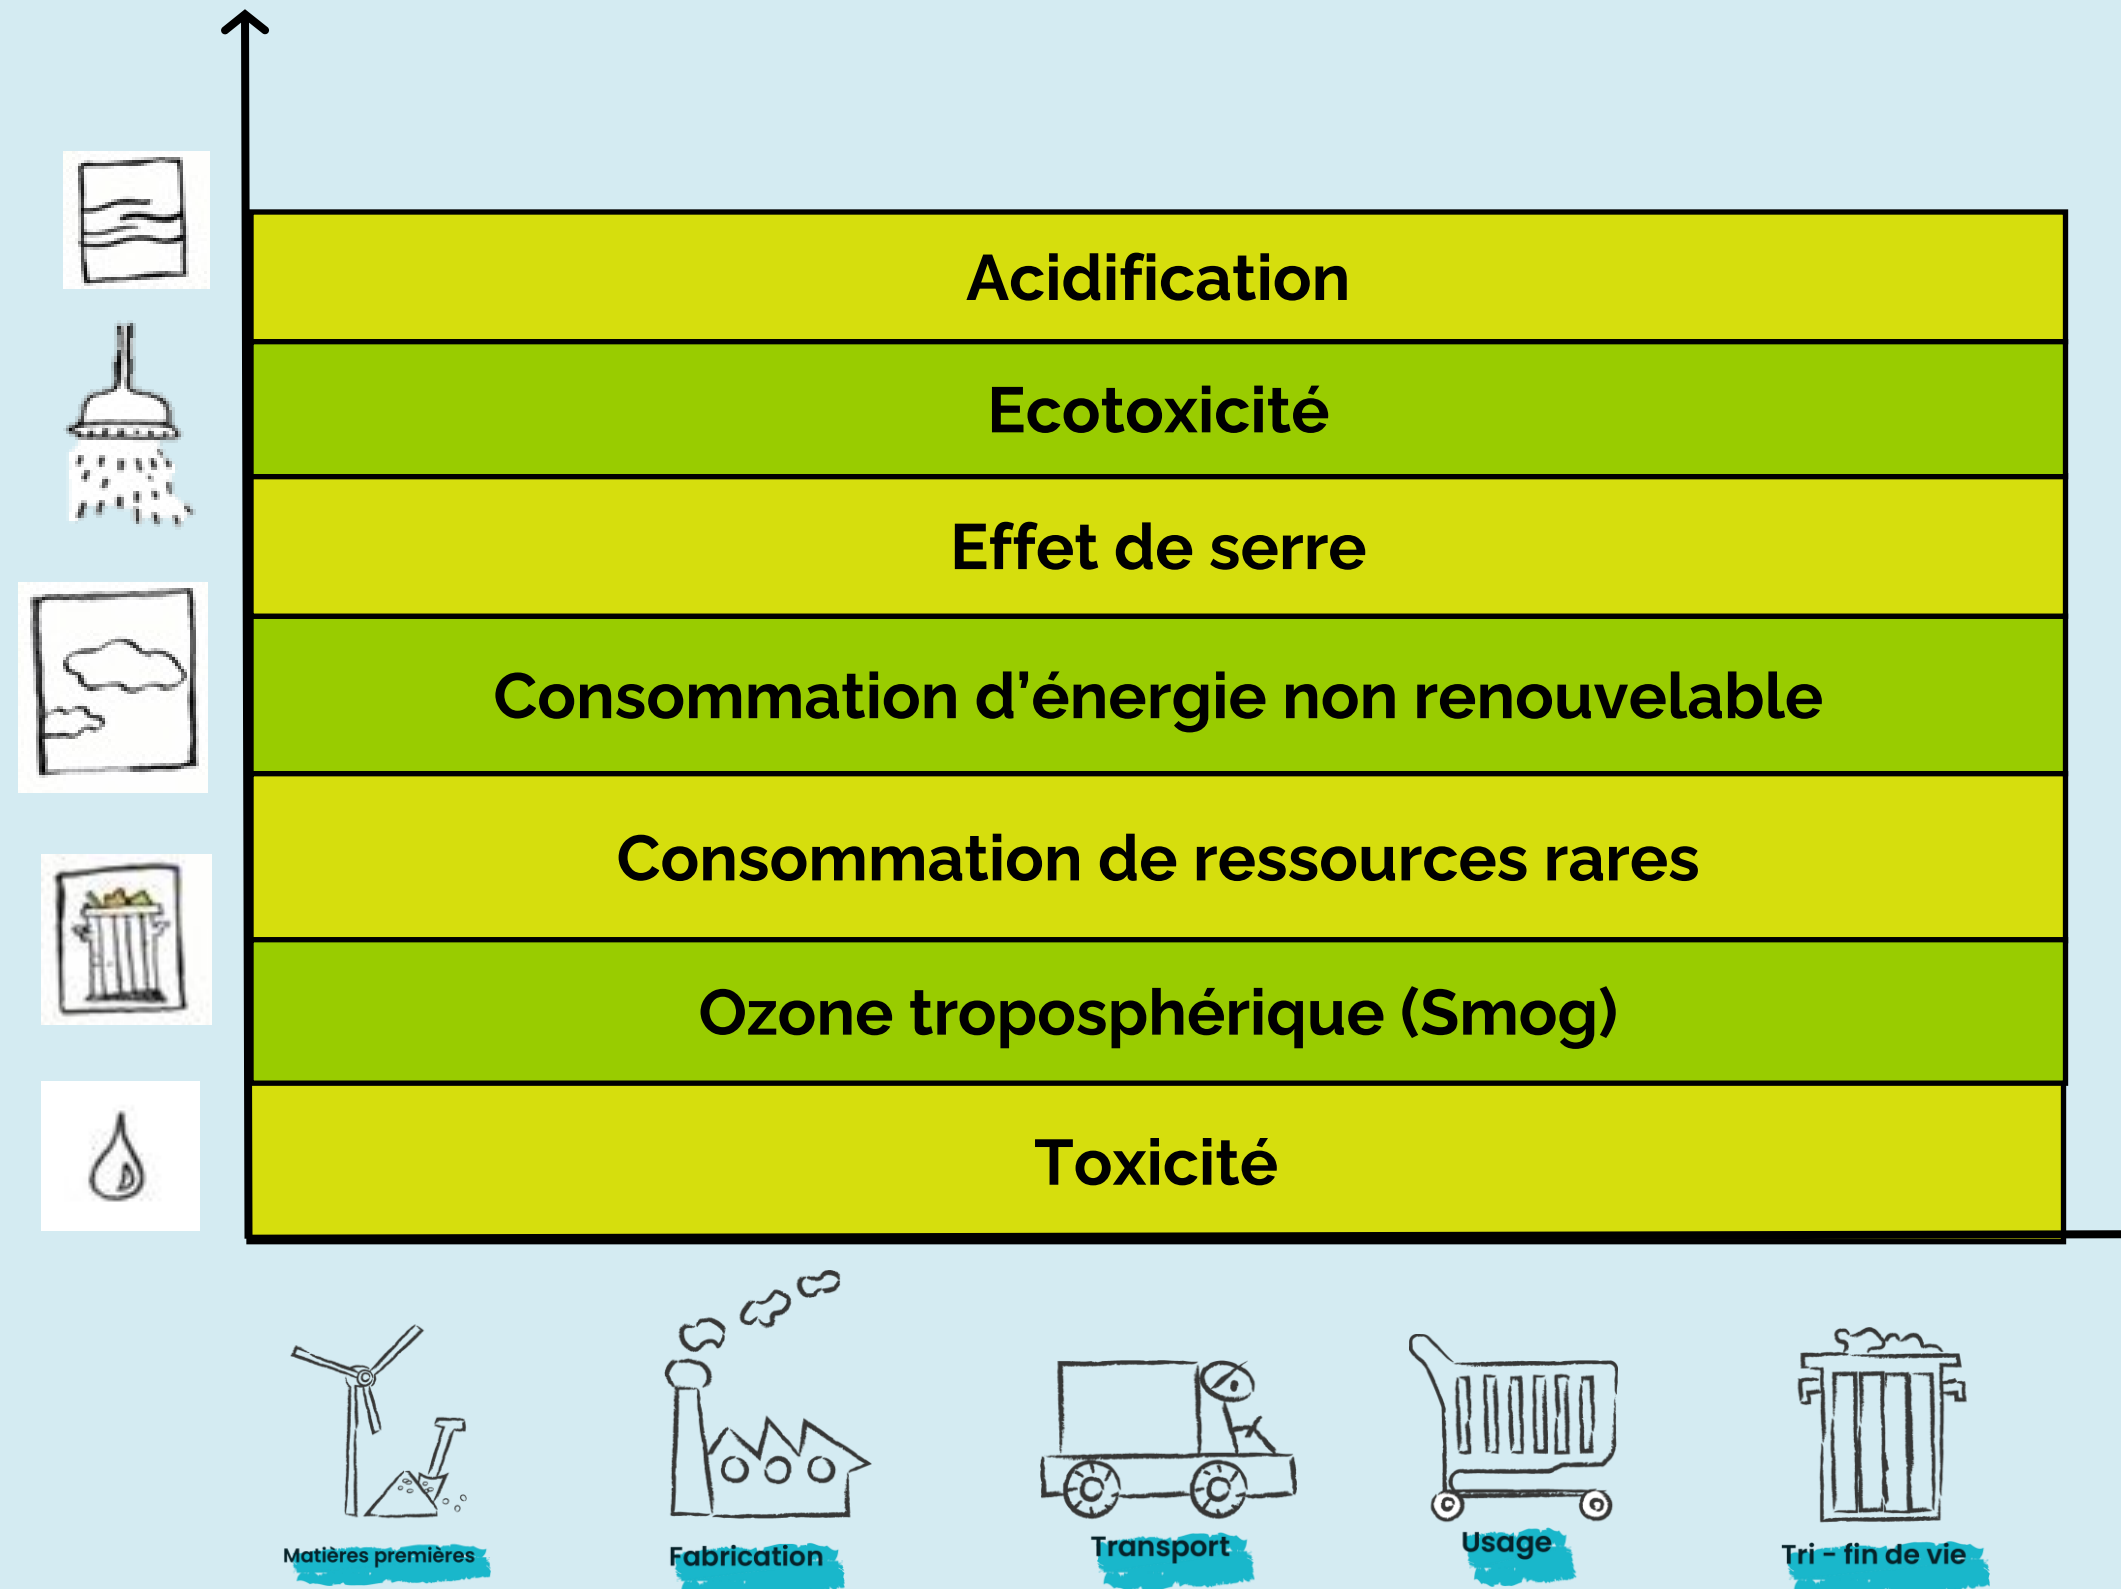 Acidification
Ecotoxicité
Effet de serre
Consommation d’énergie non renouvelable
Consommation de ressources rares
Ozone troposphérique (Smog)
Toxicité
Matières premières
Fabrication
Transport
Usage
Tri - fin de vie